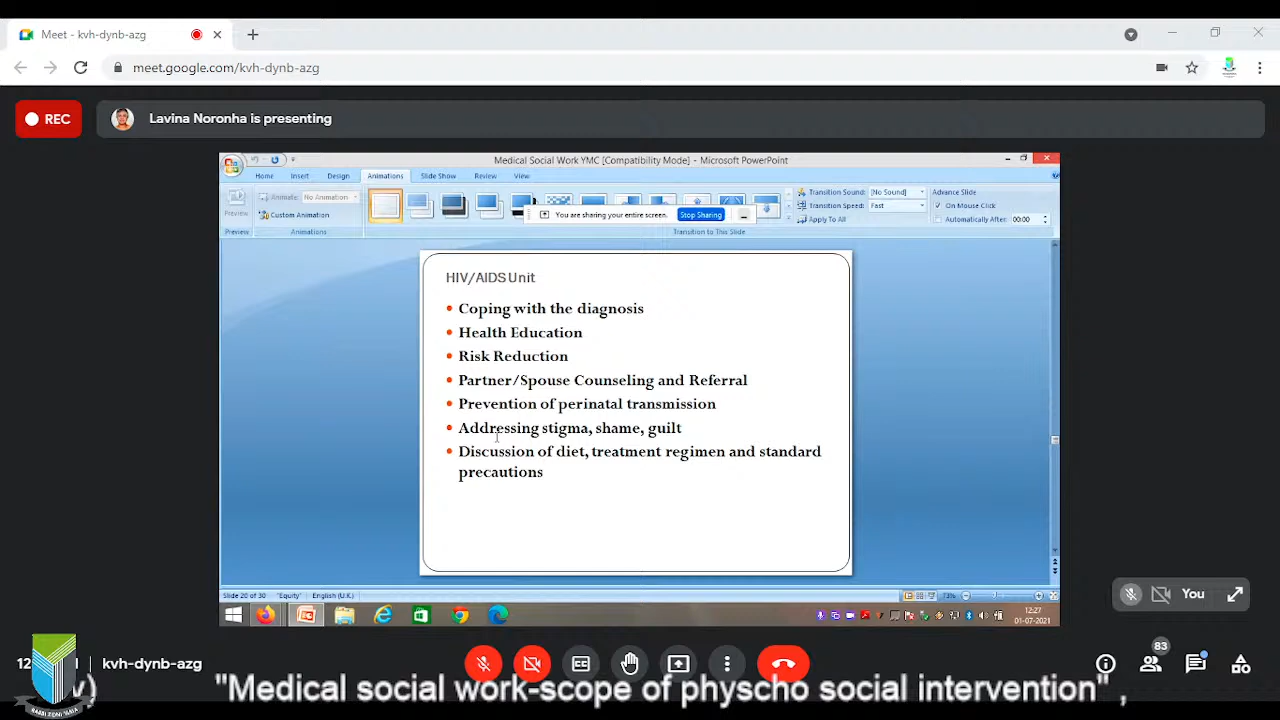 Meet - kvh-dynb-azg
meet.google.com/kvh-dynb-azg
REC
Lavina Noronha is presenting
Medical Social Work YMC [Compatibility Mode] - Microsoft PowerPoint
Home Insert Design Animations Slide Show Review View
Preview
Animate: No Animation
Custom Animation
You are sharing your entire screen. Stop Sharing
Transition Sound: [No Sound]
Transition Speed: Fast
Apply To All
Advance Slide
On Mouse Click
Automatically After: 00:00
Preview Animations Transition to This Slide
HIV/AIDS Unit
• Coping with the diagnosis
• Health Education
• Risk Reduction
• Partner/Spouse Counseling and Referral
• Prevention of perinatal transmission
• Addressing stigma, shame, guilt
• Discussion of diet, treatment regimen and standard
precautions
Slide 20 of 30 "Equity" English (U.K.) 73%
12:27
01-07-2021
You
83
kvh-dynb-azg
"Medical social work-scope of physcho social intervention" ,